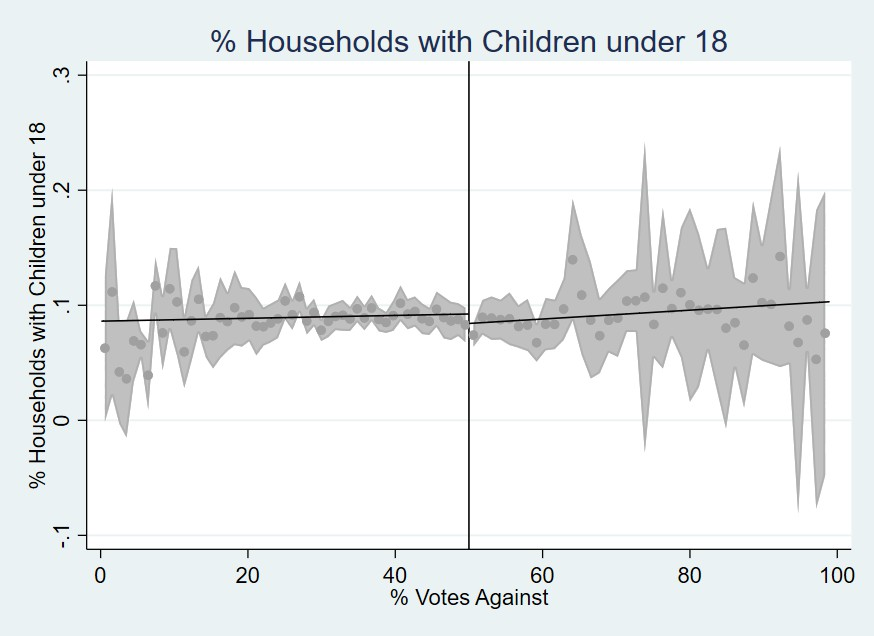 % Households with Children under 18
% Households with Children under 18
.3
.2
.1
0
-.1
0 20 40 60 80 100
% Votes Against